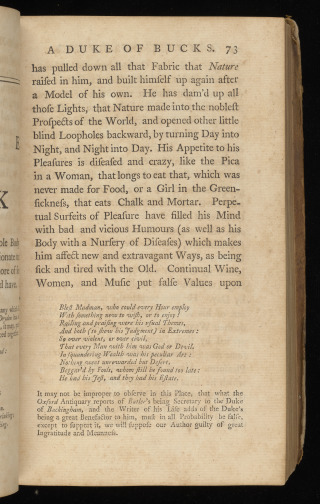 A DUKE OF BUCKS. 73
has pulled down all that Fabric that Nature
raiſed in him, and built himſelf up again after
a Model of his own. He has dam'd up all
thoſe Lights, that Nature made into the nobleſt
Proſpects of the World, and opened other little
blind Loopholes backward, by turning Day into
Night, and Night into Day. His Appetite to his
Pleaſures is diſeaſed and crazy, like the Pica
in a Woman, that longs to eat that, which was
never made for Food, or a Girl in the Green-
ſickneſs, that eats Chalk and Mortar. Perpe-
tual Surfeits of Pleaſure have filled his Mind
with bad and vicious Humours (as well as his
Body with a Nurſery of Diſeaſes) which makes
him affect new and extravagant Ways, as being
ſick and tired with the Old. Continual Wine,
Women, and Muſic put falſe Values upon
Bleſt Madman, who could every Hour employ
With ſomething new to wiſh, or to enjoy!
Railing and praiſing were his uſual Themes,
And both (to ſhew his Judgment) in Extremes:
So over violent, or over civil,
That every Man with him was God or Devil.
In ſquandering Wealth was his peculiar Art:
Nothing went unrewarded but Deſert.
Beggar'd by Fools, whom ſtill he found too late:
He had his Jeſt, and they had his Eſtate.
It may not be improper to obſerve in this Place, that what the
Oxford Antiquary reports of Butler's being Secretary to the Duke
of Buckingham, and the Writer of his Life adds of the Duke's
being a great Benefactor to him, muſt in all Probability be falſe,
except to ſupport it, we will ſuppoſe our Author guilty of great
Ingratitude and Meanneſs.